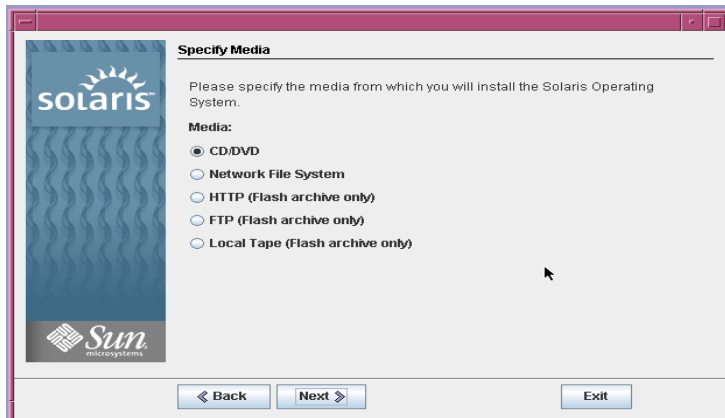 Specify Media
solaris
Please specify the media from which you will install the Solaris Operating
System.
Media:
CD/DVD
Network File System
HTTP (Flash archive only)
FTP (Flash archive only)
Local Tape (Flash archive only)
Sun
microsystems
Back
Next
Exit